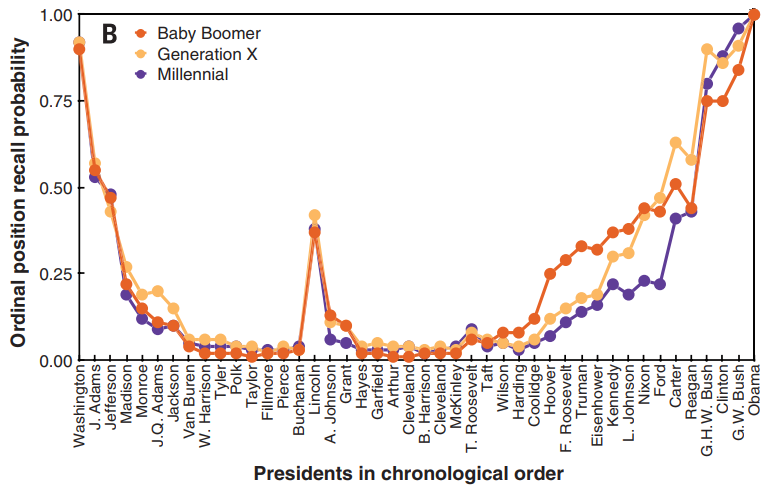 B
Baby Boomer
Generation X
Millennial
Ordinal position recall probability
1.00
0.75
0.50
0.25
0.00
Washington
J. Adams
Jefferson
Madison
Monroe
J.Q. Adams
Jackson
Van Buren
W. Harrison
Tyler
Polk
Taylor
Fillmore
Pierce
Buchanan
Lincoln
A. Johnson
Grant
Hayes
Garfield
Arthur
Cleveland
B. Harrison
Cleveland
McKinley
T. Roosevelt
Taft
Wilson
Harding
Coolidge
Hoover
F. Roosevelt
Truman
Eisenhower
Kennedy
L. Johnson
Nixon
Ford
Carter
Reagan
G.H.W. Bush
Clinton
G.W. Bush
Obama
Presidents in chronological order